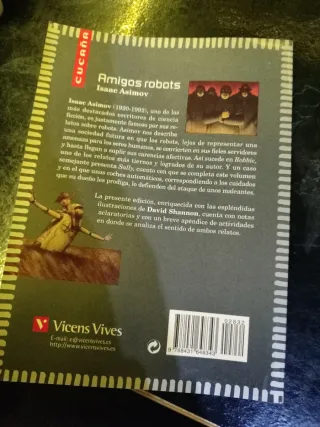 CUCAÑA
Amigos robots
Isaac Asimov
Isaac Asimov (1920-1992), uno de los
más destacados escritores de ciencia
ficción, es justamente famoso por sus re-
latos sobre robots. Asimov nos describe
una sociedad futura en que los robots, lejos de representar una
amenaza para los seres humanos, se convierten en sus fieles servidores
y hasta llegan a suplir sus carencias afectivas. Así sucede en Robbie,
uno de los relatos más tiernos y logrados de su autor. Y un caso
semejante presenta Sally, cuento con que se completa este volumen
y en el que unos coches automáticos, correspondiendo a los cuidados
que su dueño les prodiga, lo defienden del ataque de unos maleantes.
La presente edición, enriquecida con las espléndidas
ilustraciones de David Shannon, cuenta con notas
aclaratorias y con un breve apéndice de actividades
en donde se analiza el sentido de ambos relatos.
Vicens Vives
http://www.vicensvives.es